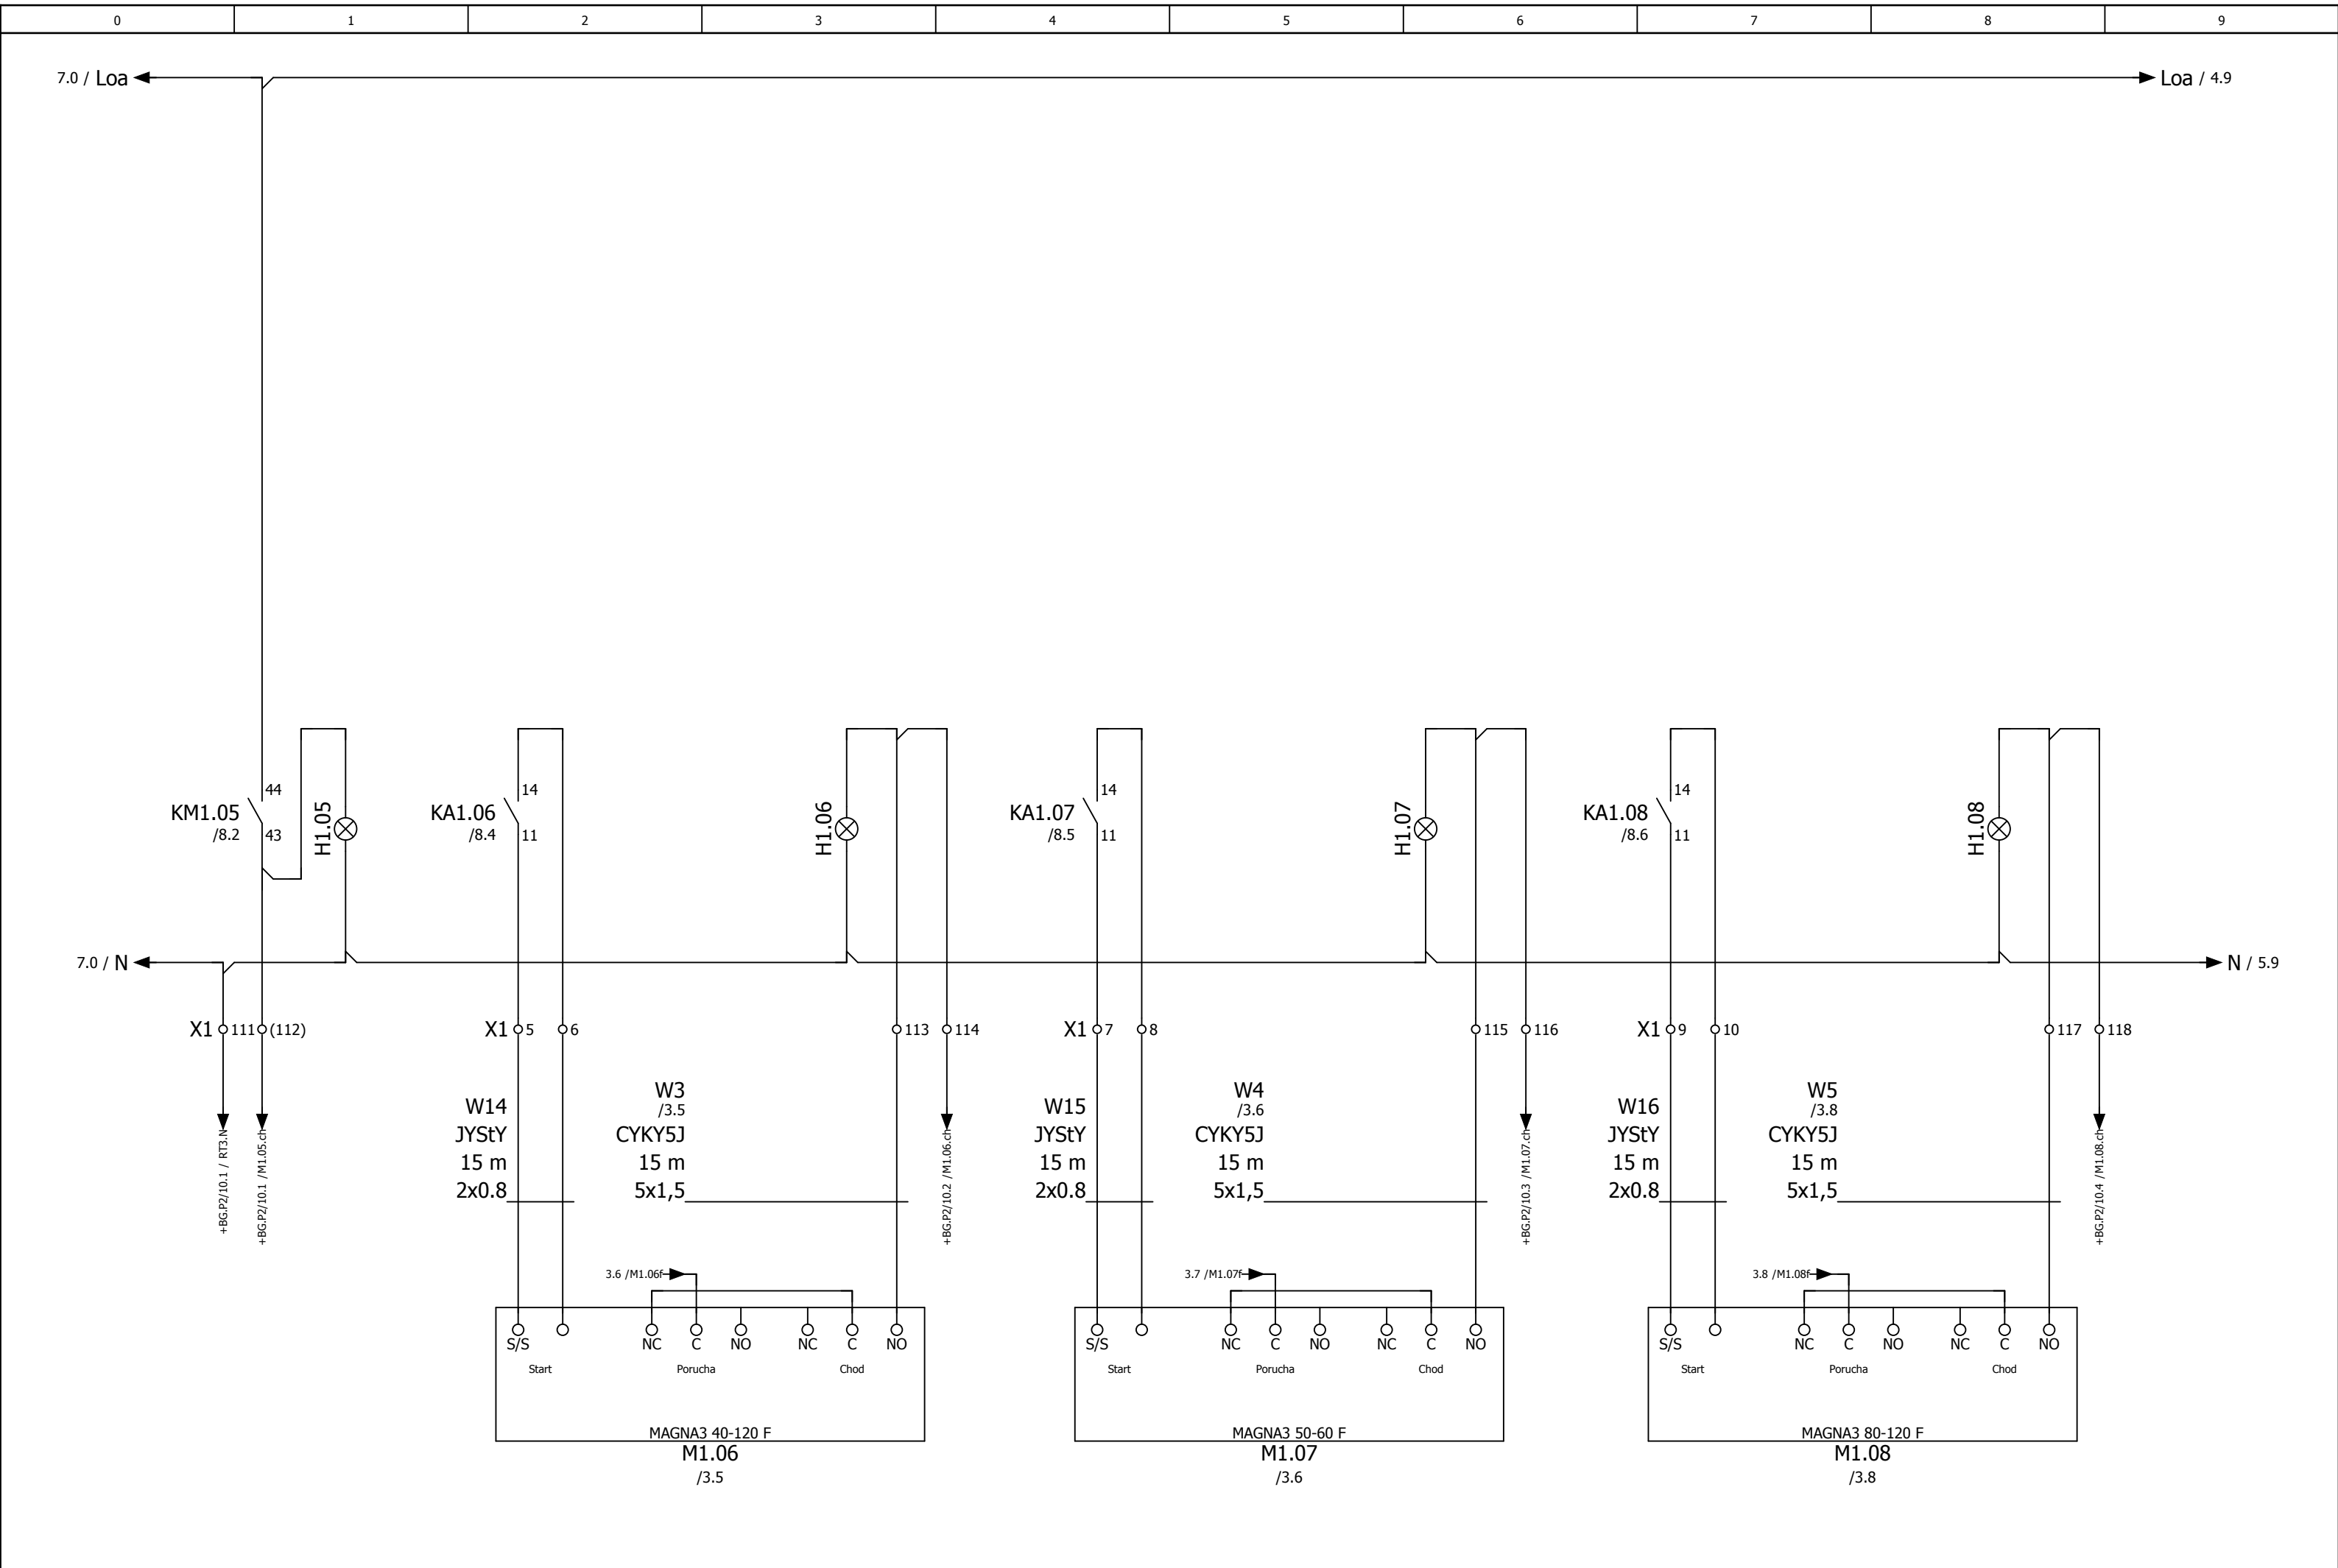 0 1 2 3 4 5 6 7 8 9
7.0 / Loa
Loa / 4.9
44
KM1.05
/8.2
43
H1.05
14
KA1.06
/8.4
11
H1.06
14
KA1.07
/8.5
11
H1.07
14
KA1.08
/8.6
11
H1.08
7.0 / N
N / 5.9
X1 111 (112)
X1 5 6
113 114
X1 7 8
115 116
X1 9 10
117 118
+BG.P2/10.1 / RT3.N
+BG.P2/10.1 /M1.05.ch
W14
JYStY
15 m
2x0.8
W3
/3.5
CYKY5J
15 m
5x1,5
+BG.P2/10.2 /M1.06.ch
W15
JYStY
15 m
2x0.8
W4
/3.6
CYKY5J
15 m
5x1,5
+BG.P2/10.3 /M1.07.ch
W16
JYStY
15 m
2x0.8
W5
/3.8
CYKY5J
15 m
5x1,5
+BG.P2/10.4 /M1.08.ch
3.6 /M1.06f
S/S NC C NO NC C NO
Start Porucha Chod
MAGNA3 40-120 F
M1.06
/3.5
3.7 /M1.07f
S/S NC C NO NC C NO
Start Porucha Chod
MAGNA3 50-60 F
M1.07
/3.6
3.8 /M1.08f
S/S NC C NO NC C NO
Start Porucha Chod
MAGNA3 80-120 F
M1.08
/3.8